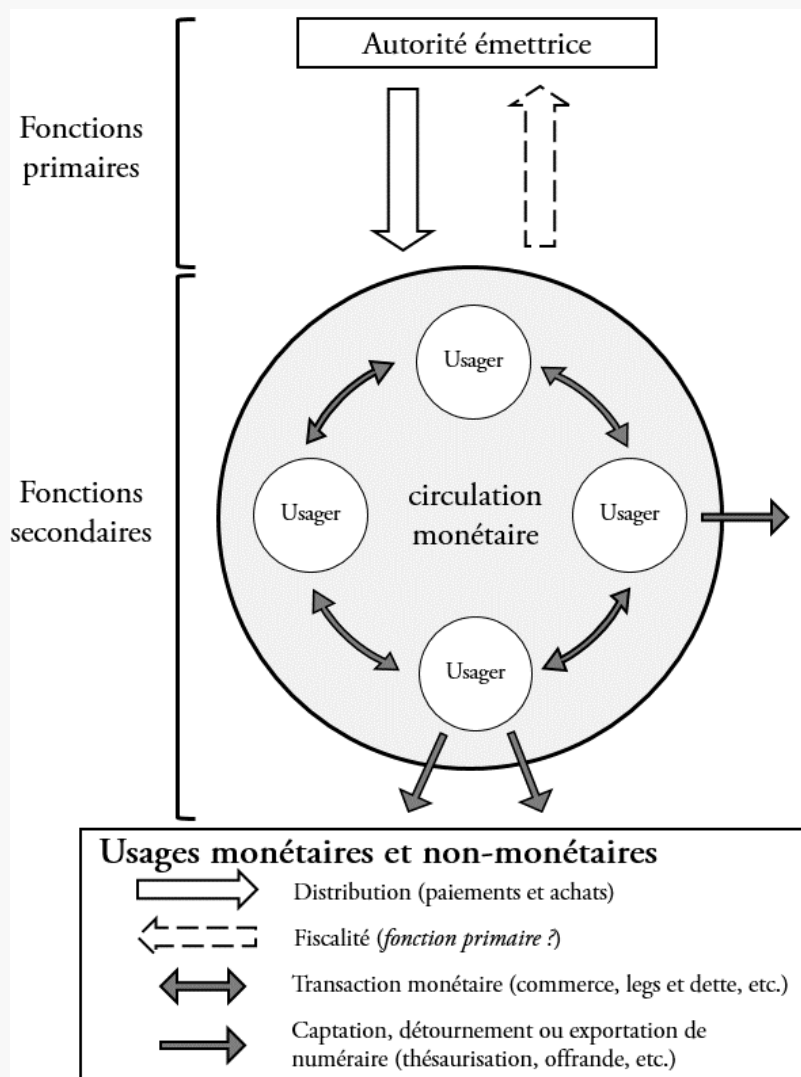 Autorité émettrice
Fonctions
primaires
Usager
Fonctions
secondaires
Usager
circulation
monétaire
Usager
Usager
Usages monétaires et non-monétaires
Distribution (paiements et achats)
Fiscalité (fonction primaire ?)
Transaction monétaire (commerce, legs et dette, etc.)
Captation, détournement ou exportation de
numéraire (thésaurisation, offrande, etc.)